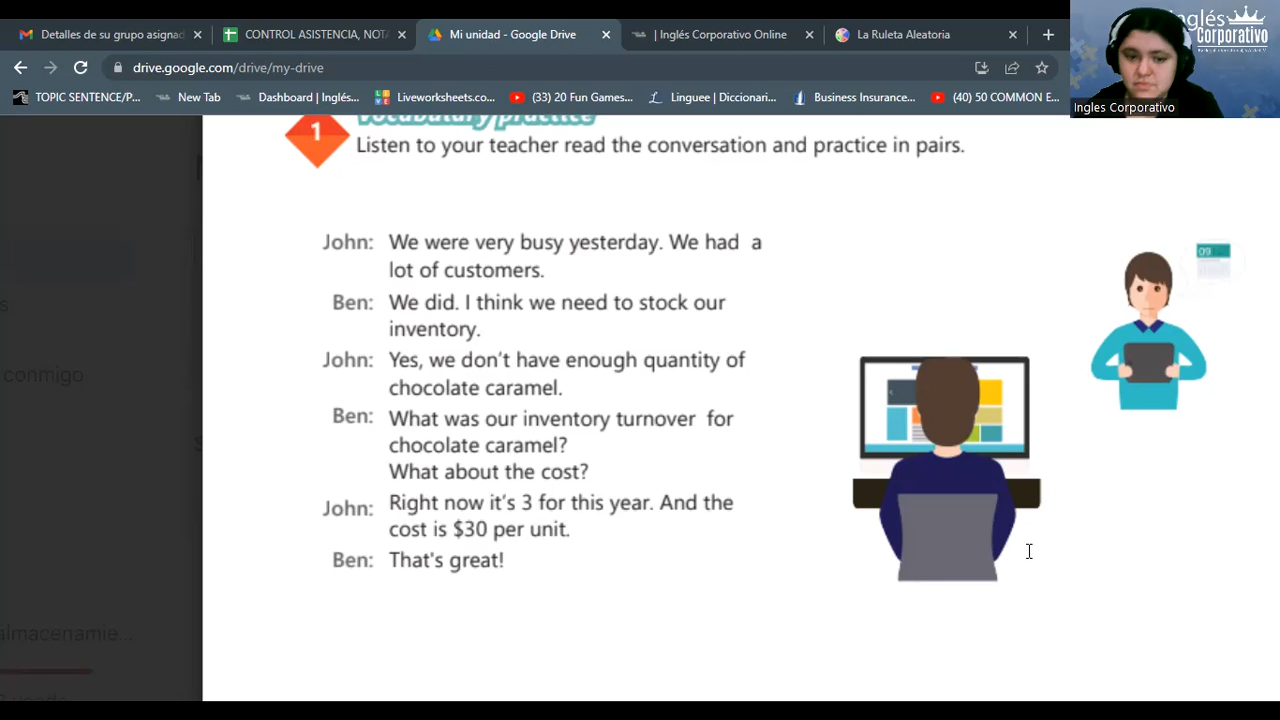 Detalles de su grupo asignad
CONTROL ASISTENCIA, NOTA
Mi unidad - Google Drive
| Inglés Corporativo Online
La Ruleta Aleatoria
inglés
Corporativo
drive.google.com/drive/my-drive
TOPIC SENTENCE/P...
New Tab
Dashboard | Inglés...
Liveworksheets.co...
(33) 20 Fun Games...
Linguee | Diccionari...
Business Insurance...
(40) 50 COMMON E...
Ingles Corporativo
Vocabulary practice
1
Listen to your teacher read the conversation and practice in pairs.
John: We were very busy yesterday. We had a
lot of customers.
Ben: We did. I think we need to stock our
inventory.
John: Yes, we don't have enough quantity of
chocolate caramel.
Ben: What was our inventory turnover for
chocolate caramel?
What about the cost?
John: Right now it's 3 for this year. And the
cost is $30 per unit.
Ben: That's great!
09
conmigo
almacenamie...